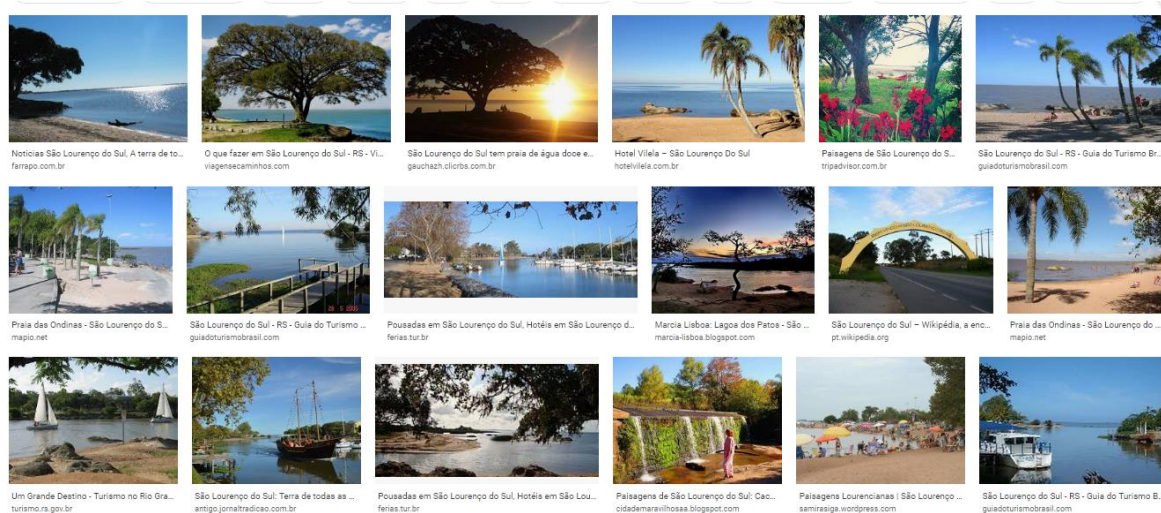 Noticias São Lourenço do Sul, A terra de to...
farrapo.com.br
O que fazer em São Lourenço do Sul - RS - Vi...
viagensecaminhos.com
São Lourenço do Sul tem praia de água doce e...
gauchazh.clicrbs.com.br
Hotel Vilela – São Lourenço Do Sul
hotelvilela.com.br
Paisagens de São Lourenço do S...
tripadvisor.com.br
São Lourenço do Sul - RS - Guia do Turismo Br...
guiadoturismobrasil.com
Praia das Ondinas - São Lourenço do S...
mapio.net
São Lourenço do Sul - RS - Guia do Turismo ...
guiadoturismobrasil.com
Pousadas em São Lourenço do Sul, Hotéis em São Lourenço d...
ferias.tur.br
Marcia Lisboa: Lagoa dos Patos - São ...
marcia-lisboa.blogspot.com
São Lourenço do Sul – Wikipédia, a enc...
pt.wikipedia.org
Praia das Ondinas - São Lourenço do ...
mapio.net
Um Grande Destino - Turismo no Rio Gra...
turismo.rs.gov.br
São Lourenço do Sul: Terra de todas as ...
antigo.jornaltradicao.com.br
Pousadas em São Lourenço do Sul, Hotéis em São Lou...
ferias.tur.br
Paisagens de São Lourenço do Sul: Cac...
cidademaravilhosaa.blogspot.com
Paisagens Lourencianas | São Lourenço ...
samirasiga.wordpress.com
São Lourenço do Sul - RS - Guia do Turismo B...
guiadoturismobrasil.com